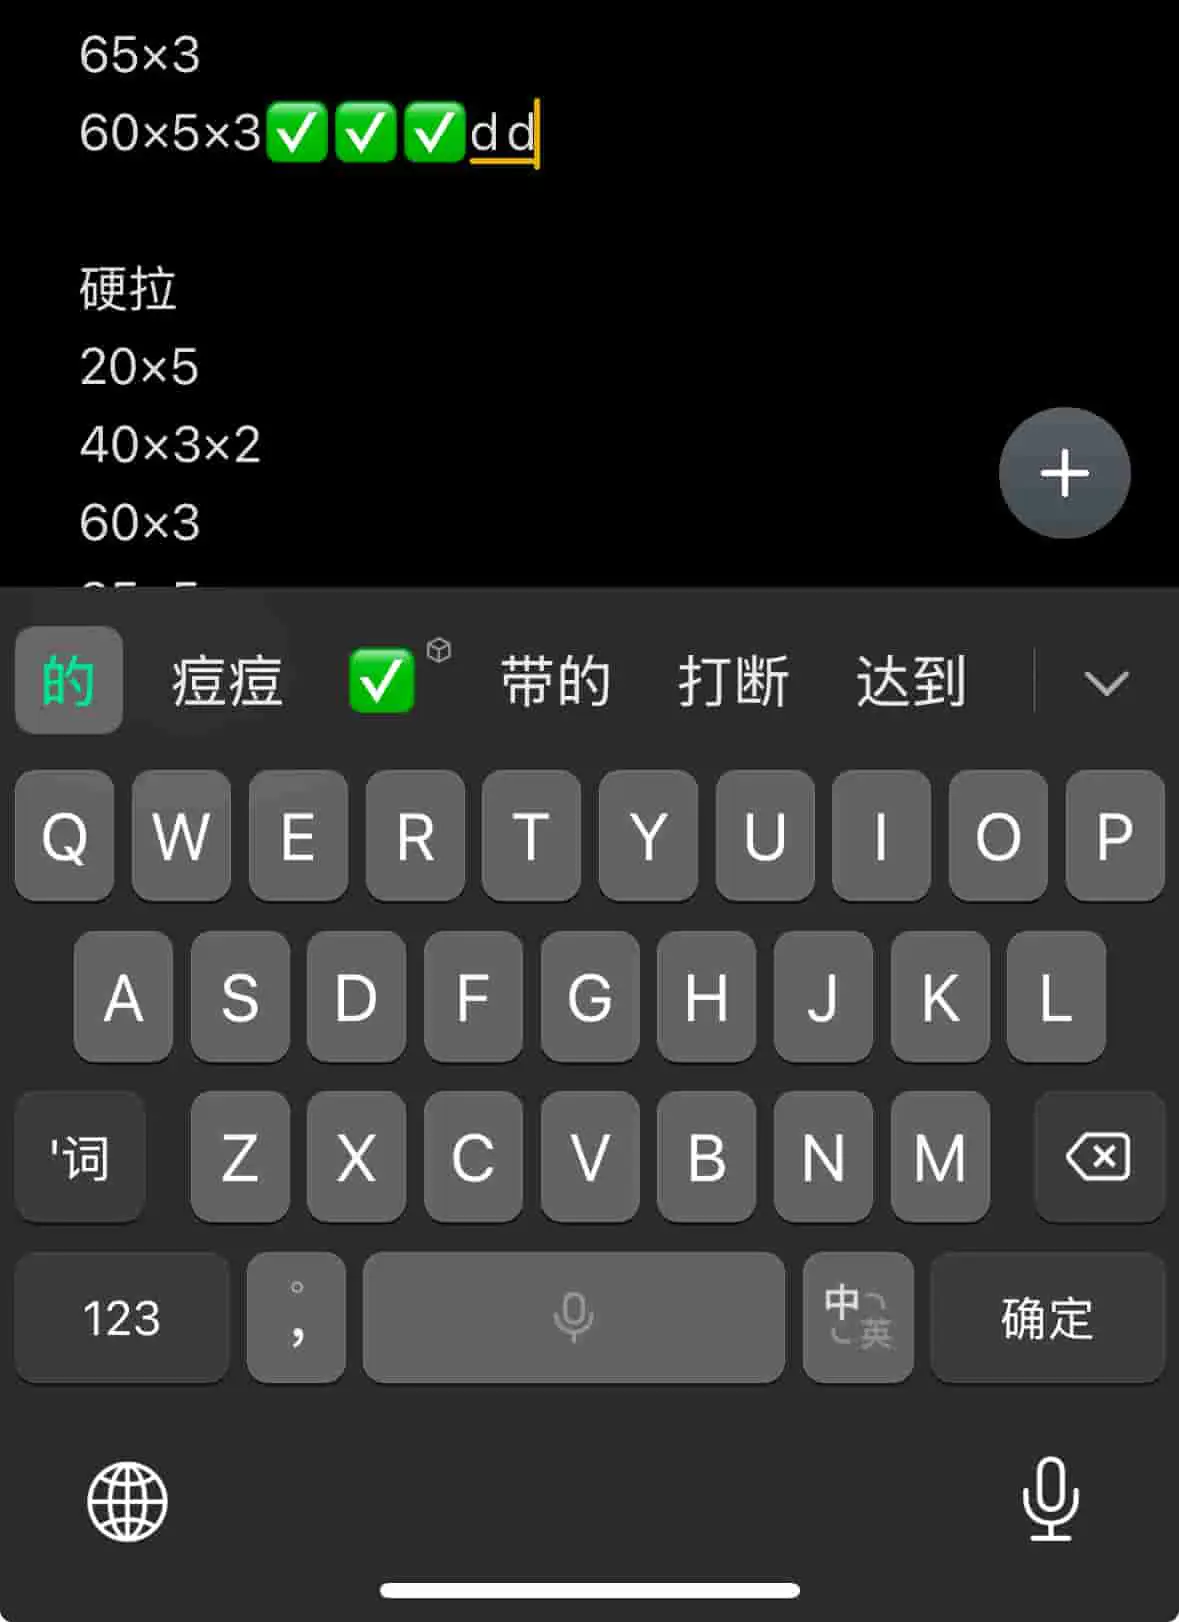 65×3
60×5×3✅✅✅d d
硬拉
20×5
40×3×2
60×3
的 痘痘 ✅ 带的 打断 达到
Q W E R T Y U I O P
A S D F G H J K L
'词 Z X C V B N M
123 。, 中英 确定